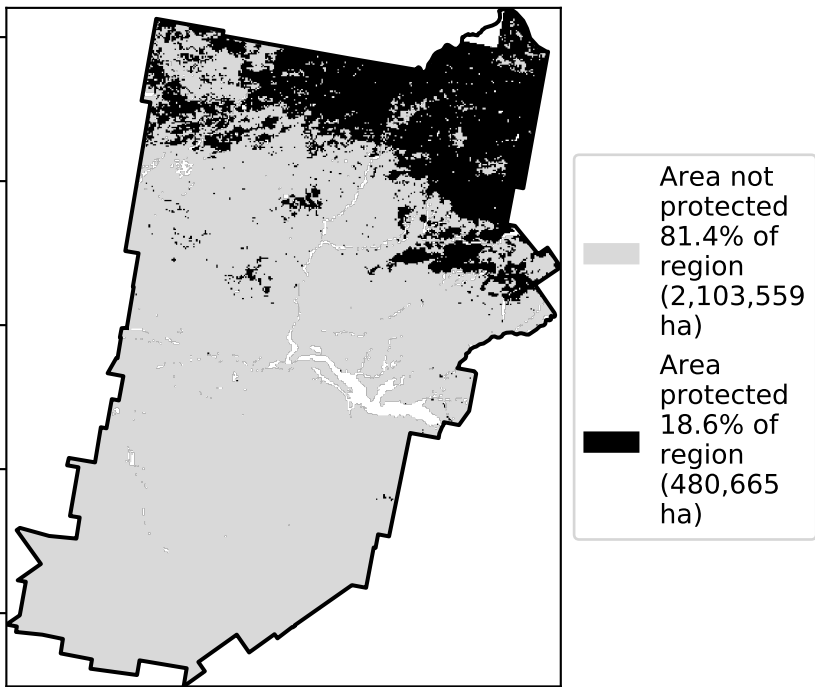 Area not
protected
81.4% of
region
(2,103,559
ha)
Area
protected
18.6% of
region
(480,665
ha)